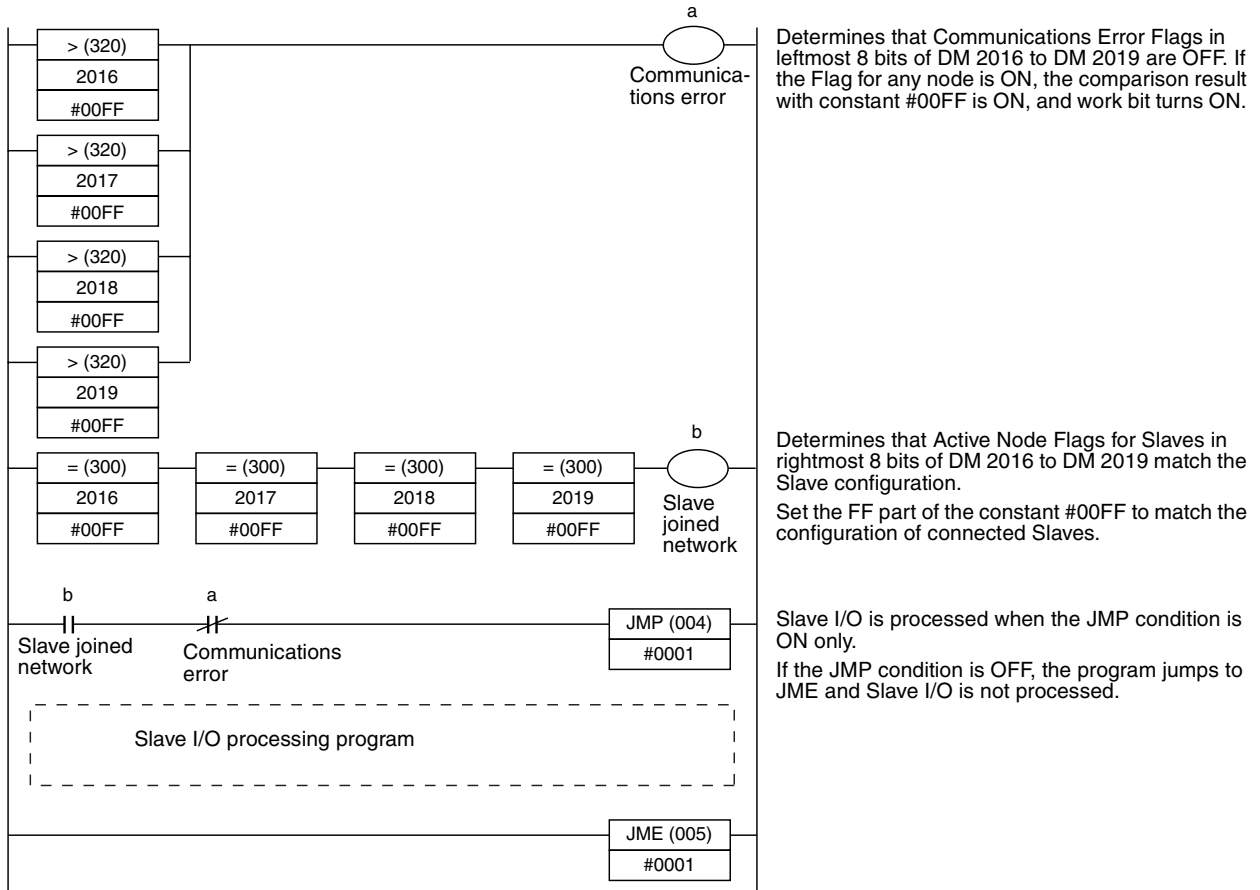 a
> (320)
2016
#00FF
Communica-
tions error
Determines that Communications Error Flags in
leftmost 8 bits of DM 2016 to DM 2019 are OFF. If
the Flag for any node is ON, the comparison result
with constant #00FF is ON, and work bit turns ON.
> (320)
2017
#00FF
> (320)
2018
#00FF
> (320)
2019
#00FF
b
= (300)
2016
#00FF
= (300)
2017
#00FF
= (300)
2018
#00FF
= (300)
2019
#00FF
Slave
joined
network
Determines that Active Node Flags for Slaves in
rightmost 8 bits of DM 2016 to DM 2019 match the
Slave configuration.
Set the FF part of the constant #00FF to match the
configuration of connected Slaves.
b
Slave joined
network
a
Communications
error
JMP (004)
#0001
Slave I/O is processed when the JMP condition is
ON only.
If the JMP condition is OFF, the program jumps to
JME and Slave I/O is not processed.
Slave I/O processing program
JME (005)
#0001